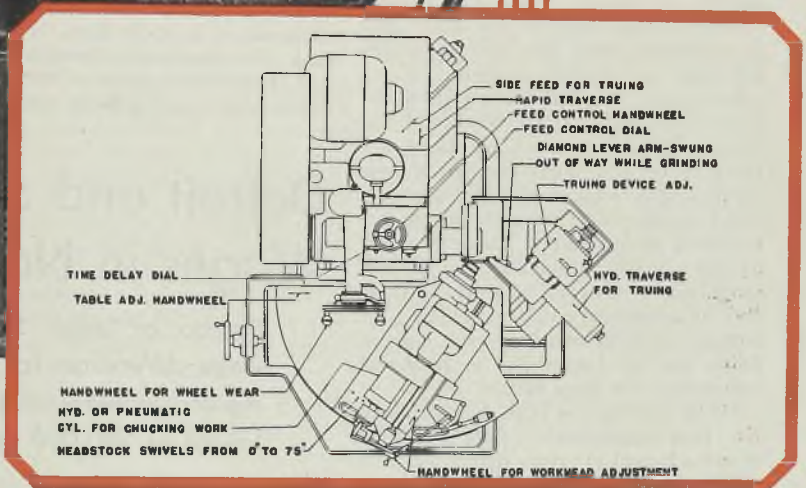 SIDE FEED FOR TRUING
RAPID TRAVERSE
FEED CONTROL HANDWHEEL
FEED CONTROL DIAL
DIAMOND LEVER ARM-SWUNG
OUT OF WAY WHILE GRINDING
TRUING DEVICE ADJ.
HYD. TRAVERSE
FOR TRUING
TIME DELAY DIAL
TABLE ADJ. HANDWHEEL
HANDWHEEL FOR WHEEL WEAR
HYD. OR PNEUMATIC
CYL. FOR CHUCKING WORK
HEADSTOCK SWIVELS FROM 0° TO 75°
HANDWHEEL FOR WORKHEAD ADJUSTMENT